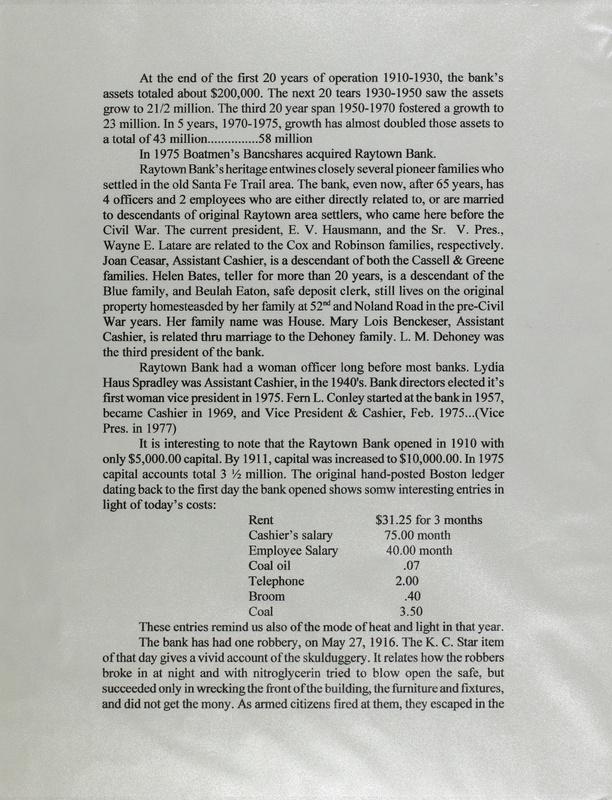 At the end of the first 20 years of operation 1910-1930, the bank's
assets totaled about $200,000. The next 20 tears 1930-1950 saw the assets
grow to 21/2 million. The third 20 year span 1950-1970 fostered a growth to
23 million. In 5 years, 1970-1975, growth has almost doubled those assets to
a total of 43 million...............58 million
In 1975 Boatmen's Bancshares acquired Raytown Bank.
Raytown Bank's heritage entwines closely several pioneer families who
settled in the old Santa Fe Trail area. The bank, even now, after 65 years, has
4 officers and 2 employees who are either directly related to, or are married
to descendants of original Raytown area settlers, who came here before the
Civil War. The current president, E. V. Hausmann, and the Sr. V. Pres.,
Wayne E. Latare are related to the Cox and Robinson families, respectively.
Joan Ceasar, Assistant Cashier, is a descendant of both the Cassell & Greene
families. Helen Bates, teller for more than 20 years, is a descendant of the
Blue family, and Beulah Eaton, safe deposit clerk, still lives on the original
property homesteasded by her family at 52nd and Noland Road in the pre-Civil
War years. Her family name was House. Mary Lois Benckeser, Assistant
Cashier, is related thru marriage to the Dehoney family. L. M. Dehoney was
the third president of the bank.
Raytown Bank had a woman officer long before most banks. Lydia
Haus Spradley was Assistant Cashier, in the 1940's. Bank directors elected it's
first woman vice president in 1975. Fern L. Conley started at the bank in 1957,
became Cashier in 1969, and Vice President & Cashier, Feb. 1975...(Vice
Pres. in 1977)
It is interesting to note that the Raytown Bank opened in 1910 with
only $5,000.00 capital. By 1911, capital was increased to $10,000.00. In 1975
capital accounts total 3 ½ million. The original hand-posted Boston ledger
dating back to the first day the bank opened shows somw interesting entries in
light of today's costs:
Rent $31.25 for 3 months
Cashier's salary 75.00 month
Employee Salary 40.00 month
Coal oil .07
Telephone 2.00
Broom .40
Coal 3.50
These entries remind us also of the mode of heat and light in that year.
The bank has had one robbery, on May 27, 1916. The K. C. Star item
of that day gives a vivid account of the skulduggery. It relates how the robbers
broke in at night and with nitroglycerin tried to blow open the safe, but
succeeded only in wrecking the front of the building, the furniture and fixtures,
and did not get the mony. As armed citizens fired at them, they escaped in the